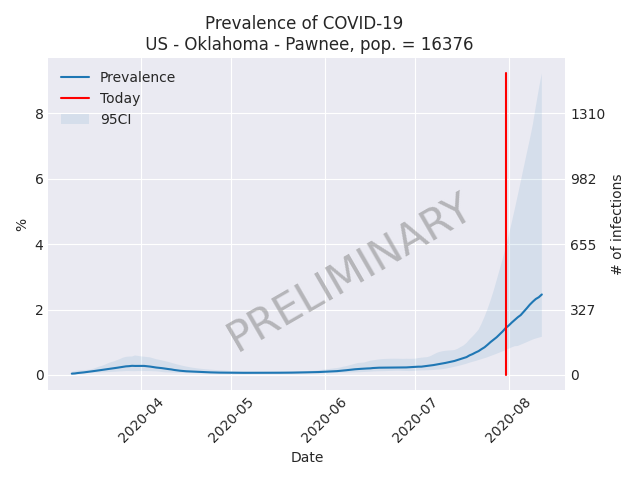 Prevalence of COVID-19
US - Oklahoma - Pawnee, pop. = 16376
Prevalence
Today
95CI
8
6
4
2
0
%
1310
982
655
327
0
# of infections
PRELIMINARY
2020-04
2020-05
2020-06
2020-07
2020-08
Date